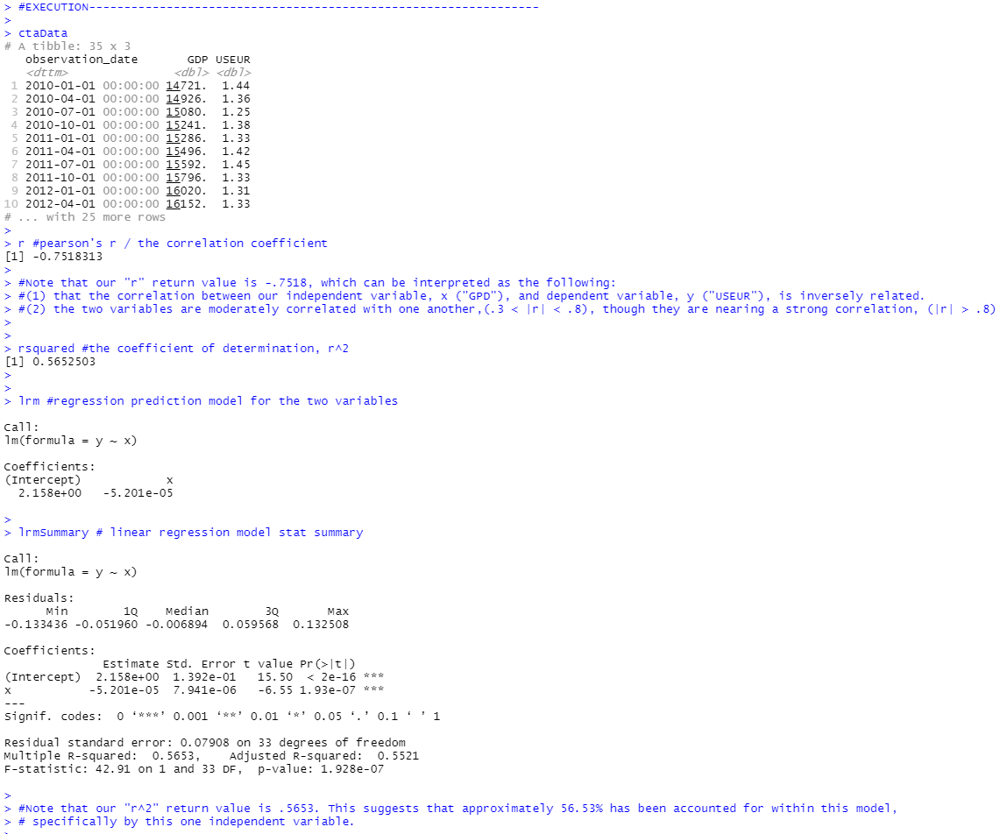 > #EXECUTION---------------------------------------------------------------
>
> ctaData
# A tibble: 35 x 3
   observation_date       GDP USEUR
   <dttm>               <dbl> <dbl>
 1 2010-01-01 00:00:00 14721.  1.44
 2 2010-04-01 00:00:00 14926.  1.36
 3 2010-07-01 00:00:00 15080.  1.25
 4 2010-10-01 00:00:00 15241.  1.38
 5 2011-01-01 00:00:00 15286.  1.33
 6 2011-04-01 00:00:00 15496.  1.42
 7 2011-07-01 00:00:00 15592.  1.45
 8 2011-10-01 00:00:00 15796.  1.33
 9 2012-01-01 00:00:00 16020.  1.31
10 2012-04-01 00:00:00 16152.  1.33
# ... with 25 more rows
>
> r #pearson's r / the correlation coefficient
[1] -0.7518313
>
> #Note that our "r" return value is -.7518, which can be interpreted as the following:
> #(1) that the correlation between our independent variable, x ("GPD"), and dependent variable, y ("USEUR"), is inversely related.
> #(2) the two variables are moderately correlated with one another,(.3 < |r| < .8), though they are nearing a strong correlation, (|r| > .8)
>
>
> rsquared #the coefficient of determination, r^2
[1] 0.5652503
>
>
> lrm #regression prediction model for the two variables

Call:
lm(formula = y ~ x)

Coefficients:
(Intercept)            x
  2.158e+00   -5.201e-05

>
> lrmSummary # linear regression model stat summary

Call:
lm(formula = y ~ x)

Residuals:
      Min        1Q    Median        3Q       Max
-0.133436 -0.051960 -0.006894  0.059568  0.132508

Coefficients:
              Estimate Std. Error t value Pr(>|t|)
(Intercept)  2.158e+00  1.392e-01   15.50  < 2e-16 ***
x           -5.201e-05  7.941e-06   -6.55 1.93e-07 ***
---
Signif. codes:  0 ‘***’ 0.001 ‘**’ 0.01 ‘*’ 0.05 ‘.’ 0.1 ‘ ’ 1

Residual standard error: 0.07908 on 33 degrees of freedom
Multiple R-squared:  0.5653,    Adjusted R-squared:  0.5521
F-statistic: 42.91 on 1 and 33 DF,  p-value: 1.928e-07

>
> #Note that our "r^2" return value is .5653. This suggests that approximately 56.53% has been accounted for within this model,
> # specifically by this one independent variable.